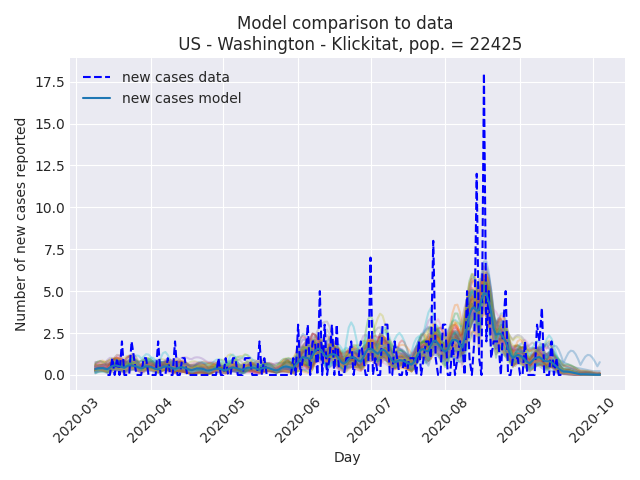 Model comparison to data
US - Washington - Klickitat, pop. = 22425
new cases data
new cases model
Number of new cases reported
17.5
15.0
12.5
10.0
7.5
5.0
2.5
0.0
2020-03
2020-04
2020-05
2020-06
2020-07
2020-08
2020-09
2020-10
Day